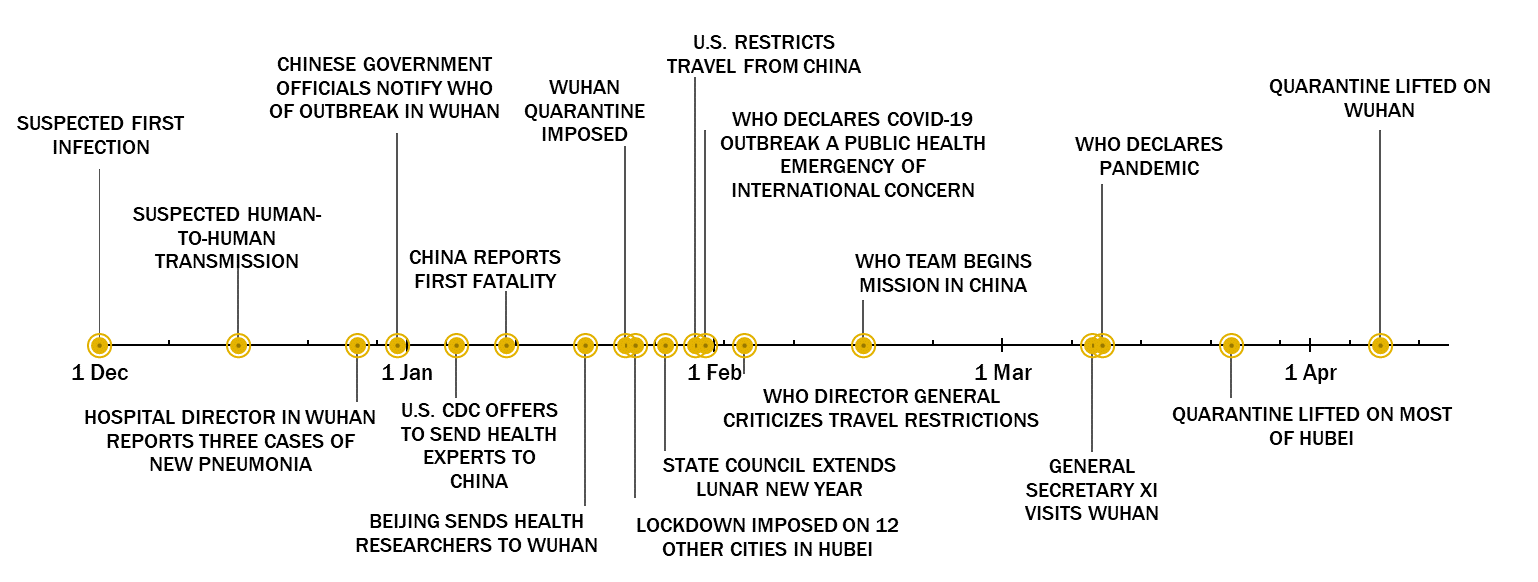 SUSPECTED FIRST
INFECTION
SUSPECTED HUMAN-
TO-HUMAN
TRANSMISSION
CHINESE GOVERNMENT
OFFICIALS NOTIFY WHO
OF OUTBREAK IN WUHAN
CHINA REPORTS
FIRST FATALITY
WUHAN
QUARANTINE
IMPOSED
U.S. RESTRICTS
TRAVEL FROM CHINA
WHO DECLARES COVID-19
OUTBREAK A PUBLIC HEALTH
EMERGENCY OF
INTERNATIONAL CONCERN
WHO TEAM BEGINS
MISSION IN CHINA
WHO DECLARES
PANDEMIC
QUARANTINE LIFTED ON
WUHAN
1 Dec
1 Jan
1 Feb
1 Mar
1 Apr
HOSPITAL DIRECTOR IN WUHAN
REPORTS THREE CASES OF
NEW PNEUMONIA
U.S. CDC OFFERS
TO SEND HEALTH
EXPERTS TO
CHINA
BEIJING SENDS HEALTH
RESEARCHERS TO WUHAN
LOCKDOWN IMPOSED ON 12
OTHER CITIES IN HUBEI
STATE COUNCIL EXTENDS
LUNAR NEW YEAR
WHO DIRECTOR GENERAL
CRITICIZES TRAVEL RESTRICTIONS
GENERAL
SECRETARY XI
VISITS WUHAN
QUARANTINE LIFTED ON MOST
OF HUBEI